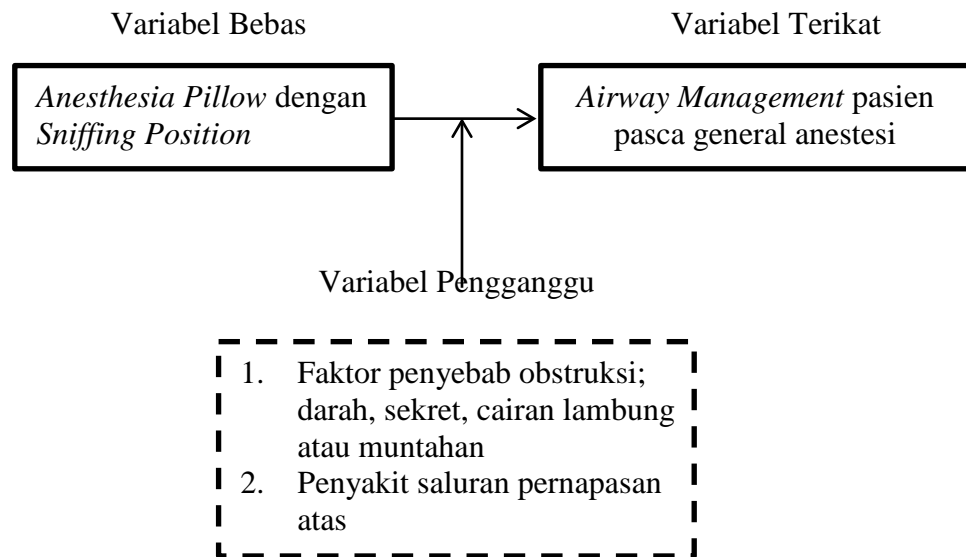 Variabel Bebas
Variabel Terikat
Anesthesia Pillow dengan
Sniffing Position
Airway Management pasien
pasca general anestesi
Variabel Pengganggu
1. Faktor penyebab obstruksi;
darah, sekret, cairan lambung
atau muntahan
2. Penyakit saluran pernapasan
atas